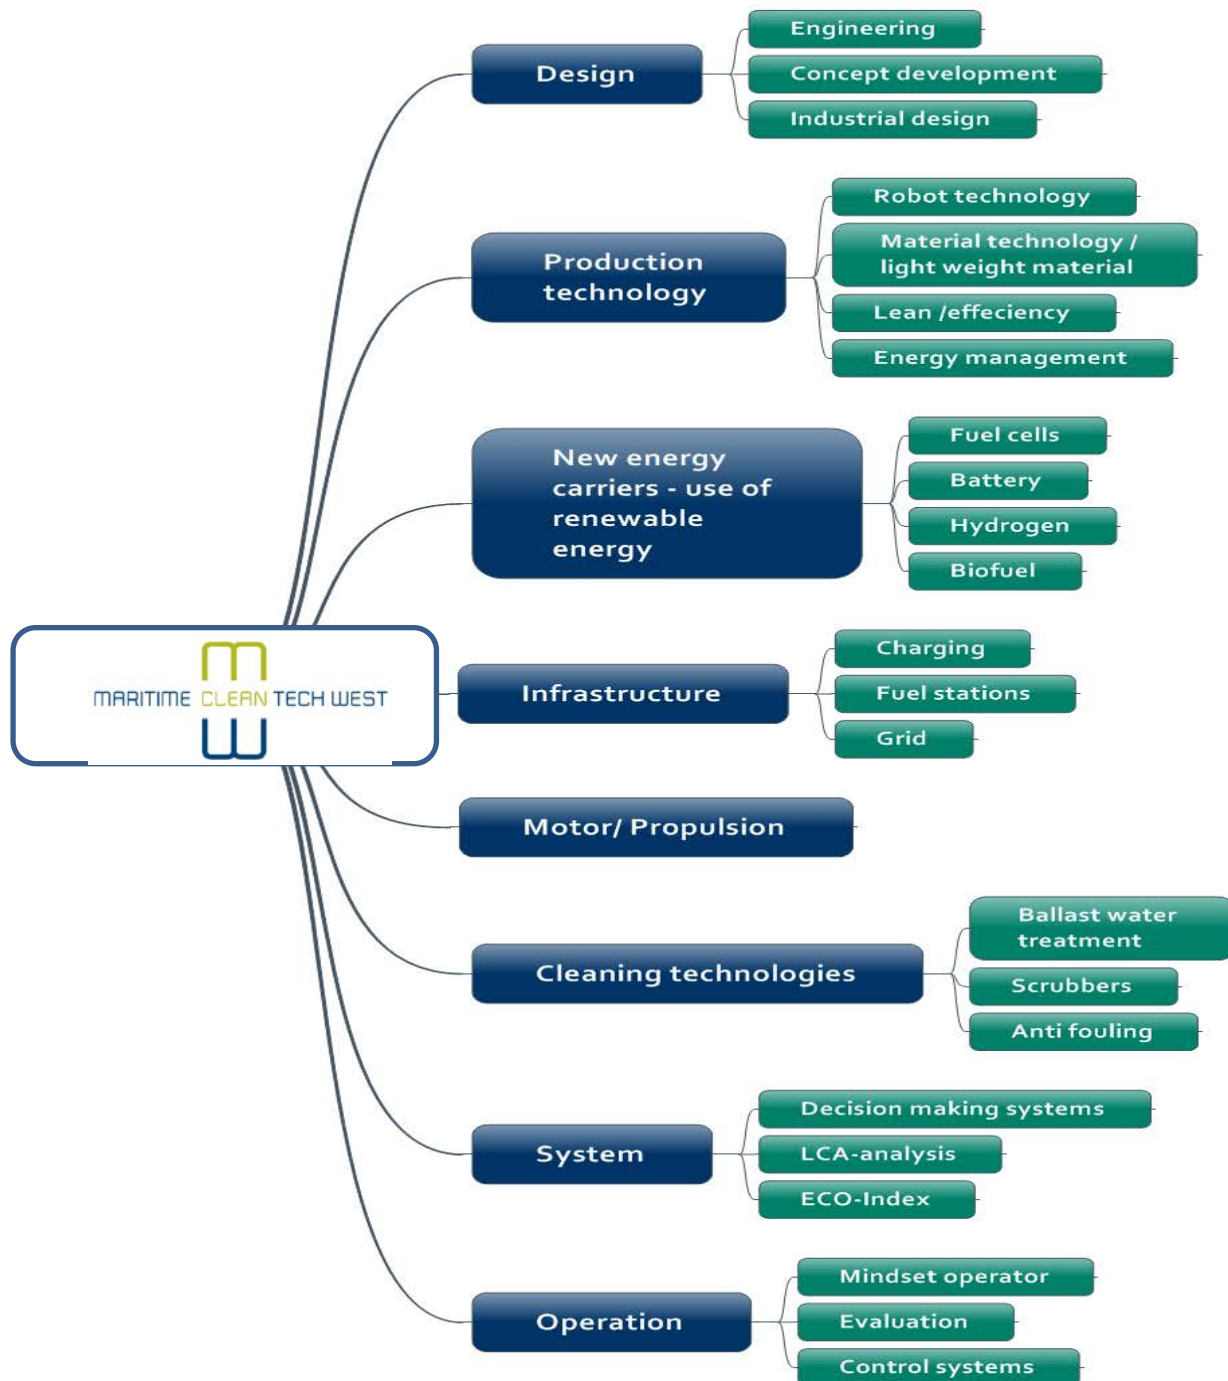 Design
Engineering
Concept development
Industrial design
Production
technology
Robot technology
Material technology /
light weight material
Lean /effeciency
Energy management
New energy
carriers - use of
renewable
energy
Fuel cells
Battery
Hydrogen
Biofuel
MARITIME CLEAN TECH WEST
Infrastructure
Charging
Fuel stations
Grid
Motor/ Propulsion
Cleaning technologies
Ballast water
treatment
Scrubbers
Anti fouling
System
Decision making systems
LCA-analysis
ECO-Index
Operation
Mindset operator
Evaluation
Control systems